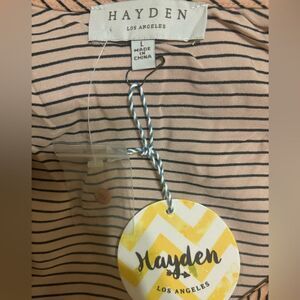 HAYDEN
LOS ANGELES
L
MADE IN
CHINA
Hayden
LOS ANGELES